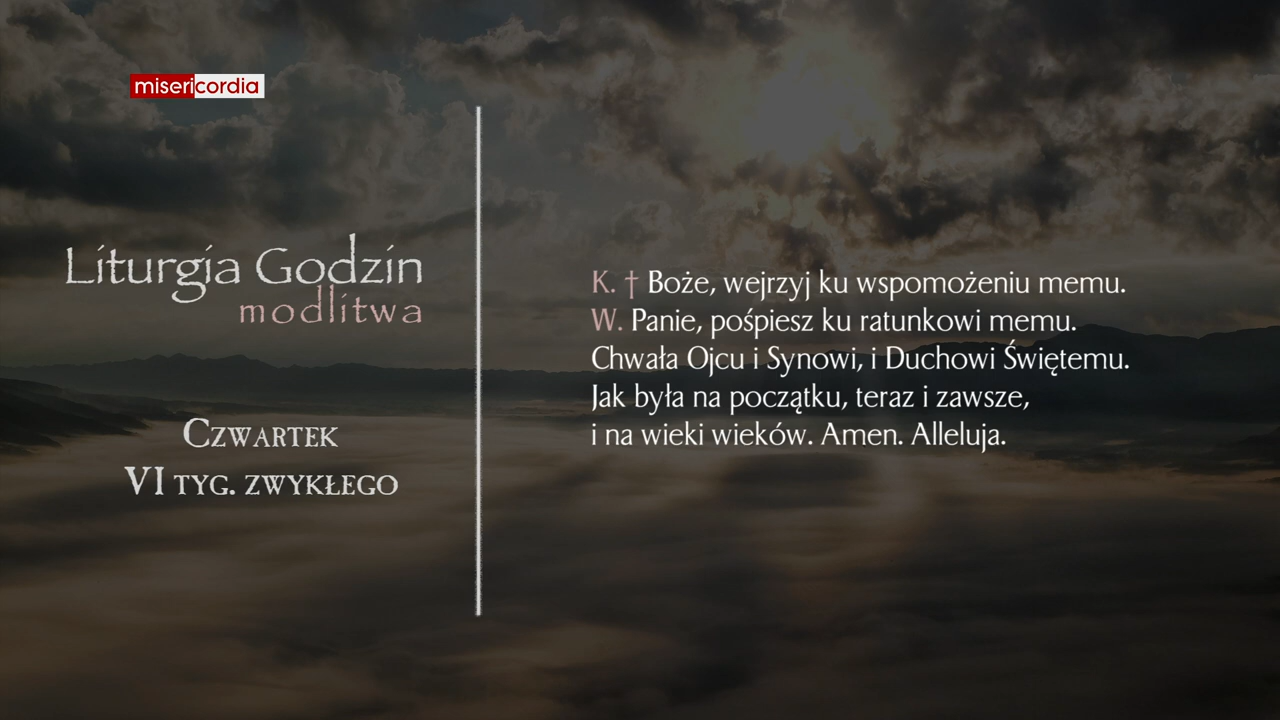 misericordia
Liturgia Godzin
modlitwa
Czwartek
VI tyg. zwykłego
K. † Boże, wejrzyj ku wspomożeniu memu.
W. Panie, pośpiesz ku ratunkowi memu.
Chwała Ojcu i Synowi, i Duchowi Świętemu.
Jak była na początku, teraz i zawsze,
i na wieki wieków. Amen. Alleluja.